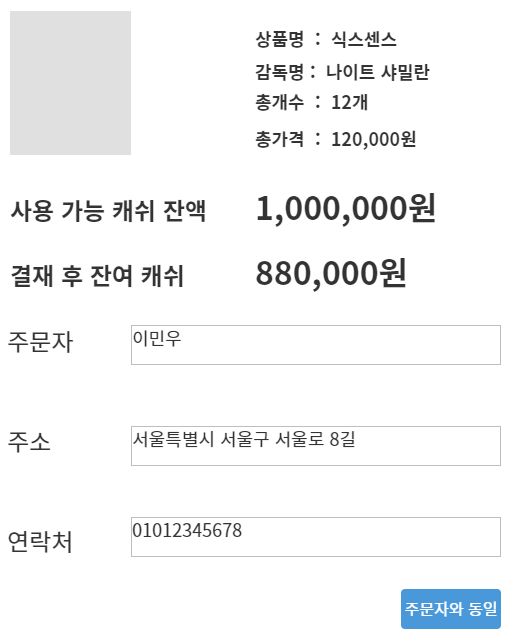 상품명 : 식스센스
감독명 : 나이트 샤밀란
총개수 : 12개
총가격 : 120,000원
사용 가능 캐쉬 잔액 1,000,000원
결재 후 잔여 캐쉬 880,000원
주문자 이민우
주소 서울특별시 서울구 서울로 8길
연락처 01012345678
주문자와 동일